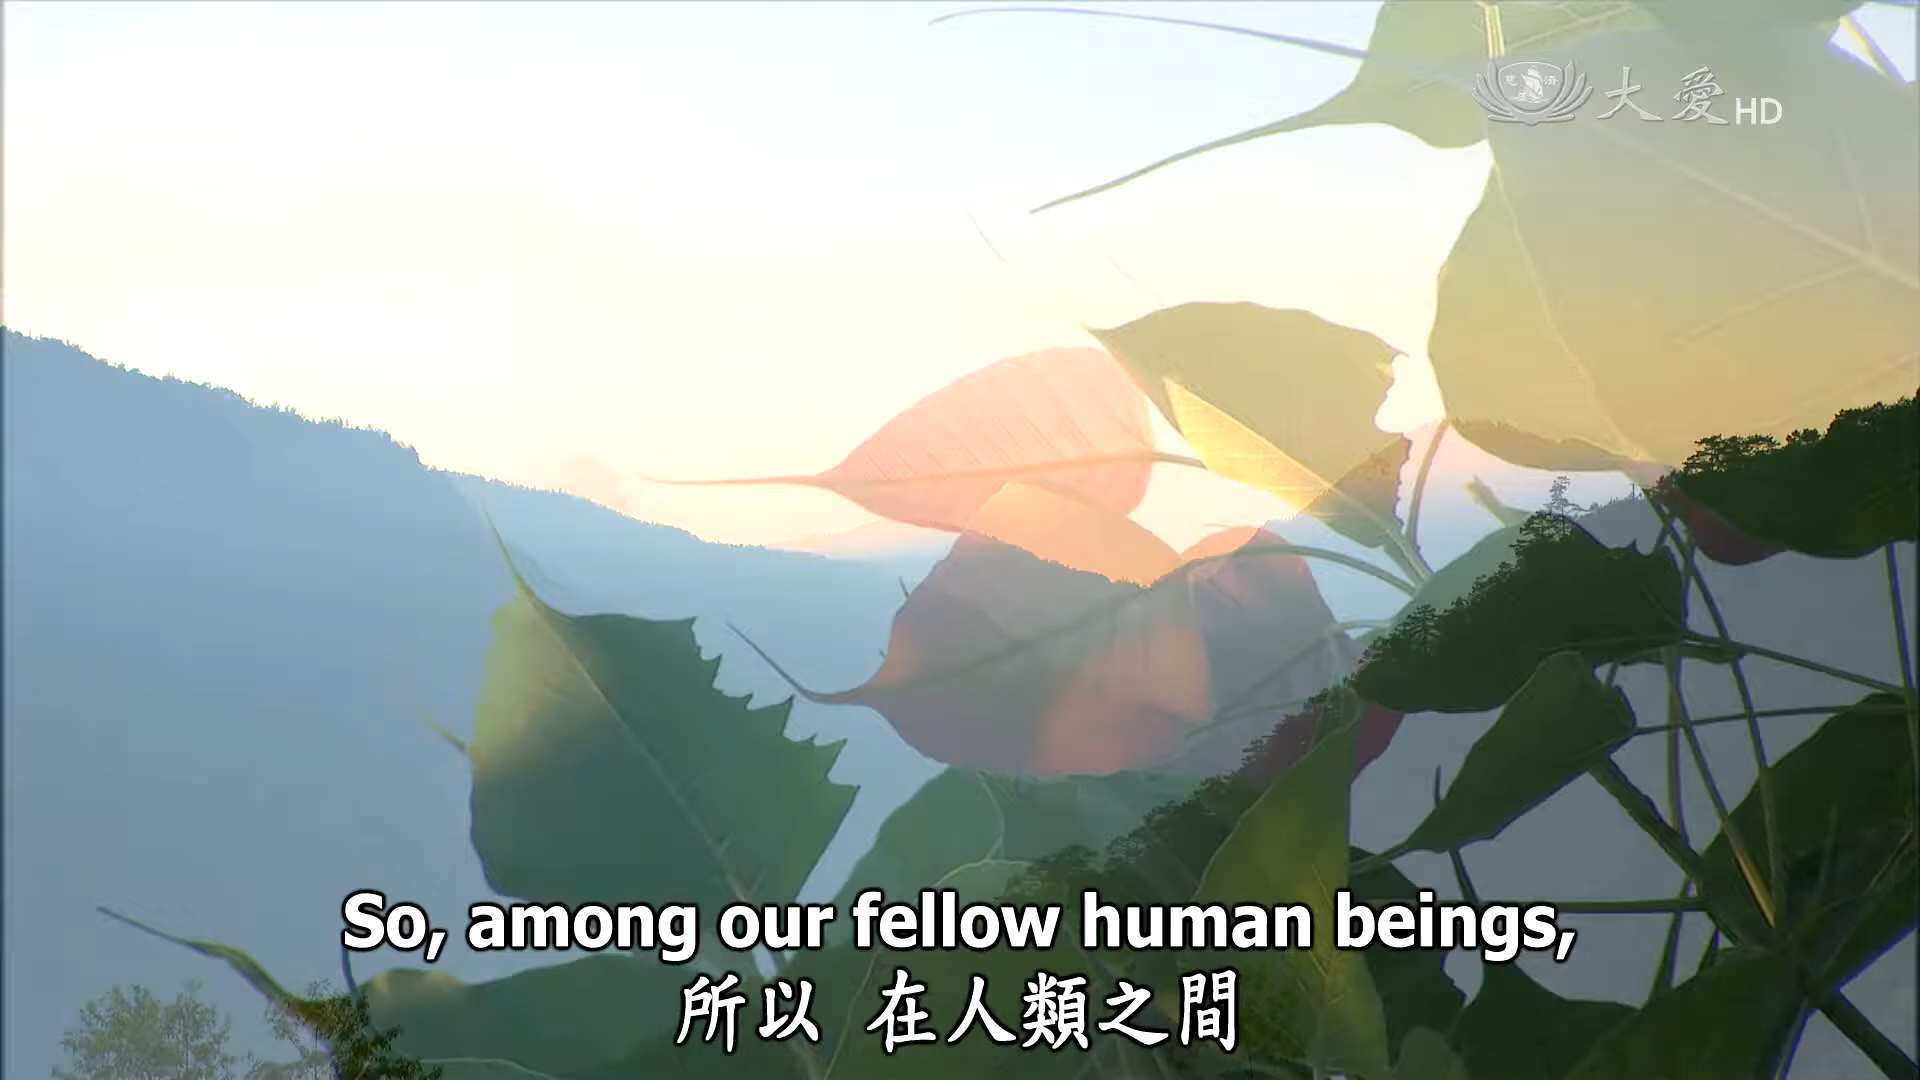 大愛HD
So, among our fellow human beings,
所以 在人類之間